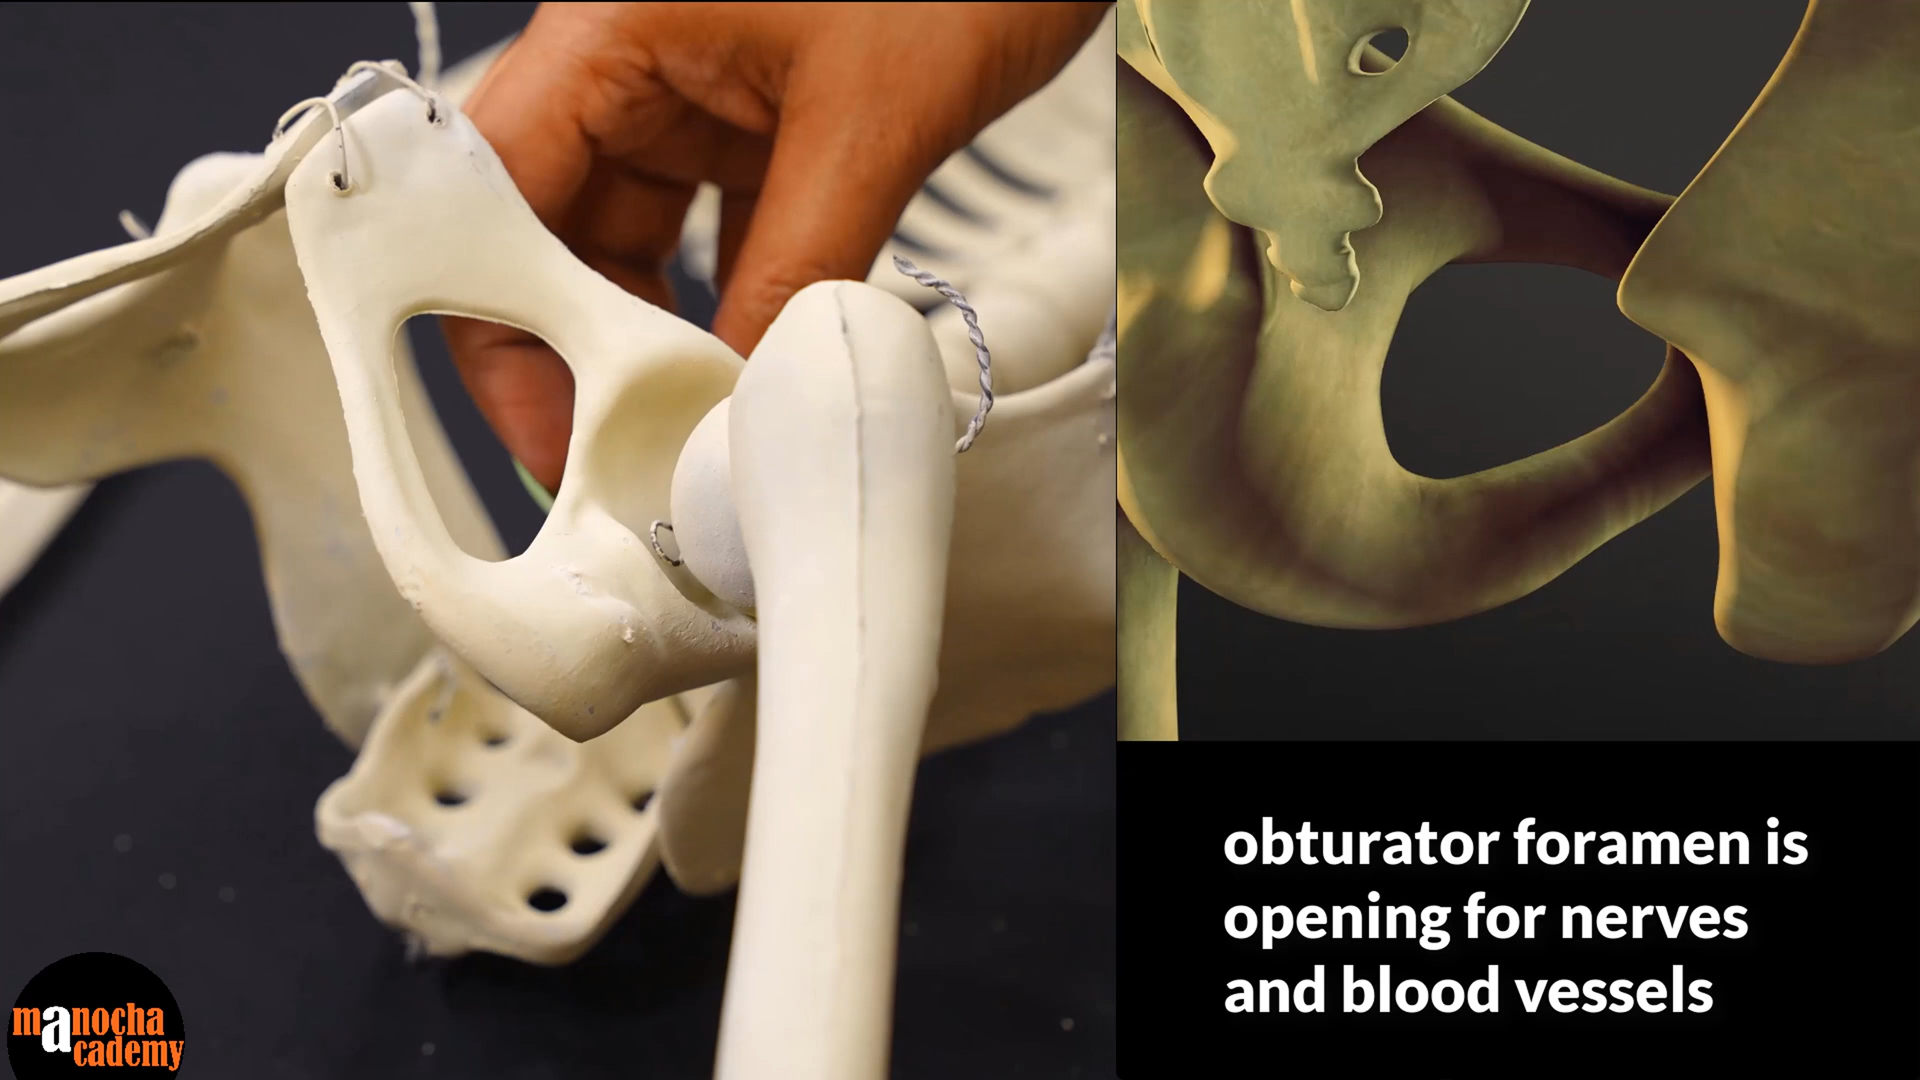 obturator foramen is
opening for nerves
and blood vessels
manocha
academy